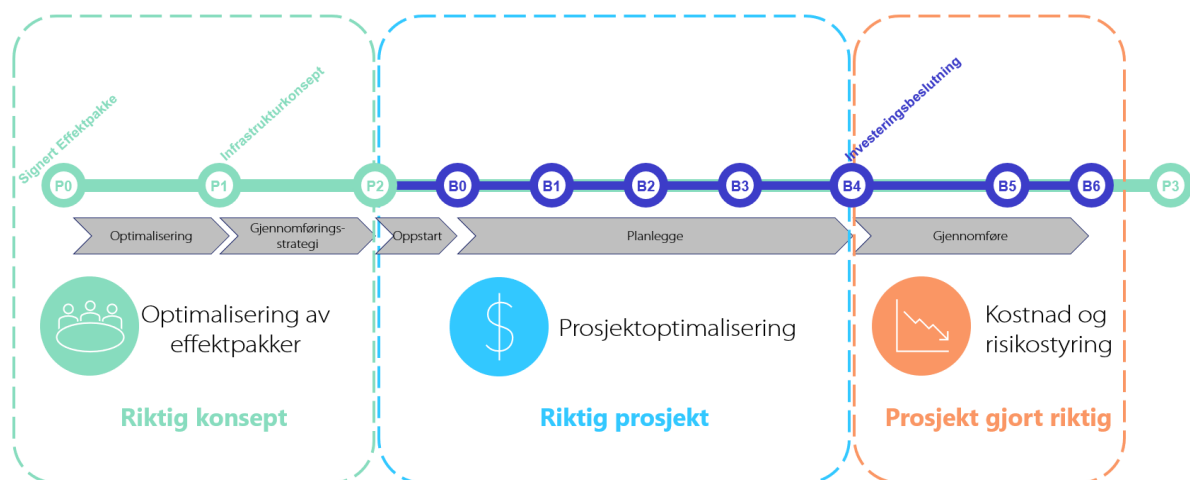 Signert Effektpakke
Infrastrukturkonsept
Investeringsbeslutning
P0
P1
P2
B0
B1
B2
B3
B4
B5
B6
P3
Optimalisering
Gjennomførings-
strategi
Oppstart
Planlegge
Gjennomføre
Optimalisering av
effektpakker
$
Prosjektoptimalisering
Kostnad og
risikostyring
Riktig konsept
Riktig prosjekt
Prosjekt gjort riktig